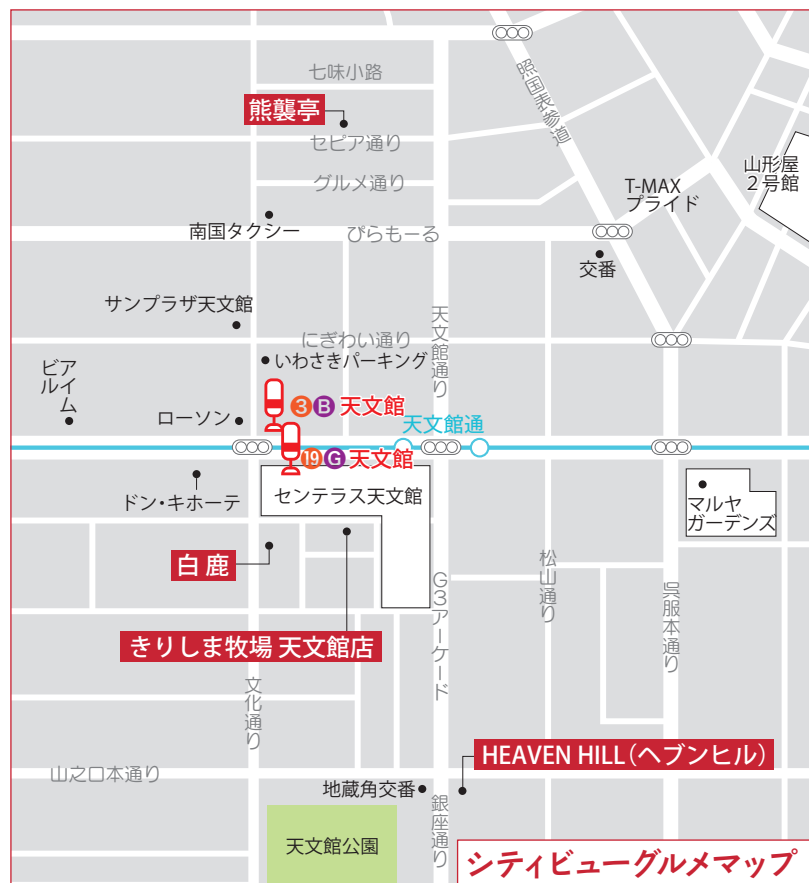 七味小路
熊襲亭
セピア通り
グルメ通り
照国表参道
山形屋
2号館
T-MAX
プライド
南国タクシー
ぴらもーる
交番
サンプラザ天文館
天文館通り
にぎわい通り
いわさきパーキング
ビアルイム
ローソン
3 B 天文館
天文館通
19 G 天文館
センテラス天文館
ドン・キホーテ
マルヤ
ガーデンズ
白鹿
松山通り
G3アーケード
呉服本通り
きりしま牧場 天文館店
文化通り
HEAVEN HILL(ヘブンヒル)
山之口本通り
地蔵角交番
銀座通り
天文館公園
シティビューグルメマップ